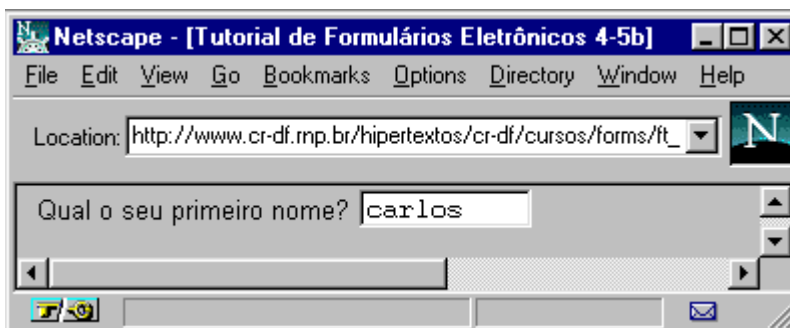 Netscape - [Tutorial de Formulários Eletrônicos 4-5b]
File Edit View Go Bookmarks Options Directory Window Help
Location: http://www.cr-df.rnp.br/hipertextos/cr-df/cursos/forms/ft_
N
Qual o seu primeiro nome? carlos